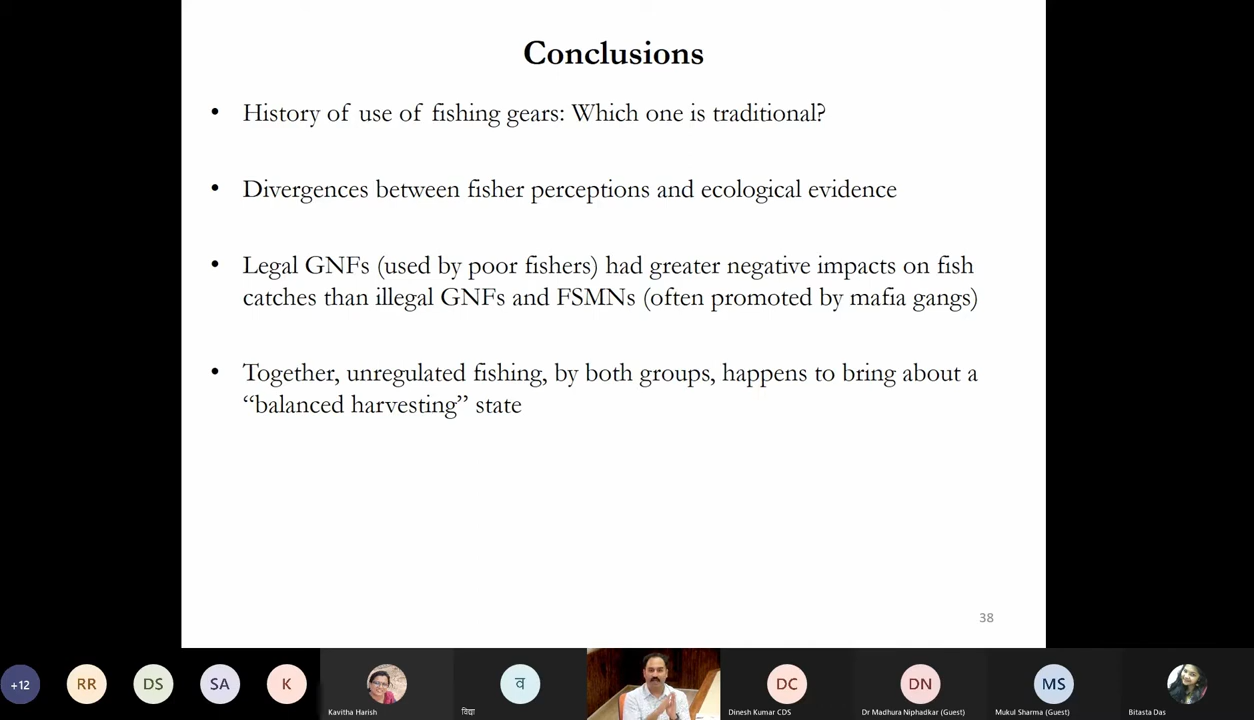 Conclusions
• History of use of fishing gears: Which one is traditional?
• Divergences between fisher perceptions and ecological evidence
• Legal GNFs (used by poor fishers) had greater negative impacts on fish
catches than illegal GNFs and FSMNs (often promoted by mafia gangs)
• Together, unregulated fishing, by both groups, happens to bring about a
“balanced harvesting” state
38
+12
RR
DS
SA
K
व
DC
DN
MS
Kavitha Harish
विद्या
Dinesh Kumar CDS
Dr Madhura Niphadkar (Guest)
Mukul Sharma (Guest)
Bitasta Das